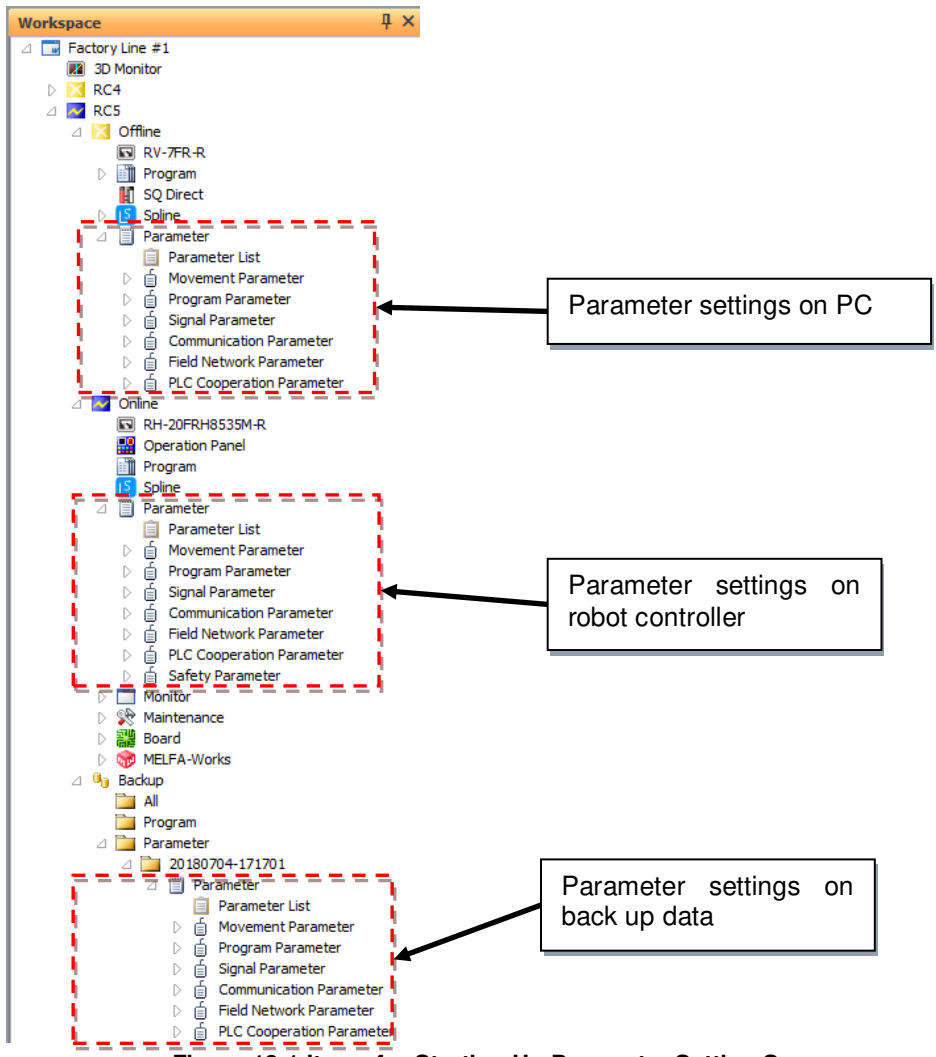 Workspace
Factory Line #1
3D Monitor
RC4
RC5
Offline
RV-7FR-R
Program
SQ Direct
Spline
Parameter
Parameter List
Movement Parameter
Program Parameter
Signal Parameter
Communication Parameter
Field Network Parameter
PLC Cooperation Parameter
Parameter settings on PC
Online
RH-20FRH8535M-R
Operation Panel
Program
Spline
Parameter
Parameter List
Movement Parameter
Program Parameter
Signal Parameter
Communication Parameter
Field Network Parameter
PLC Cooperation Parameter
Safety Parameter
Parameter settings on
robot controller
Monitor
Maintenance
Board
MELFA-Works
Backup
All
Program
Parameter
20180704-171701
Parameter
Parameter List
Movement Parameter
Program Parameter
Signal Parameter
Communication Parameter
Field Network Parameter
PLC Cooperation Parameter
Parameter settings on
back up data